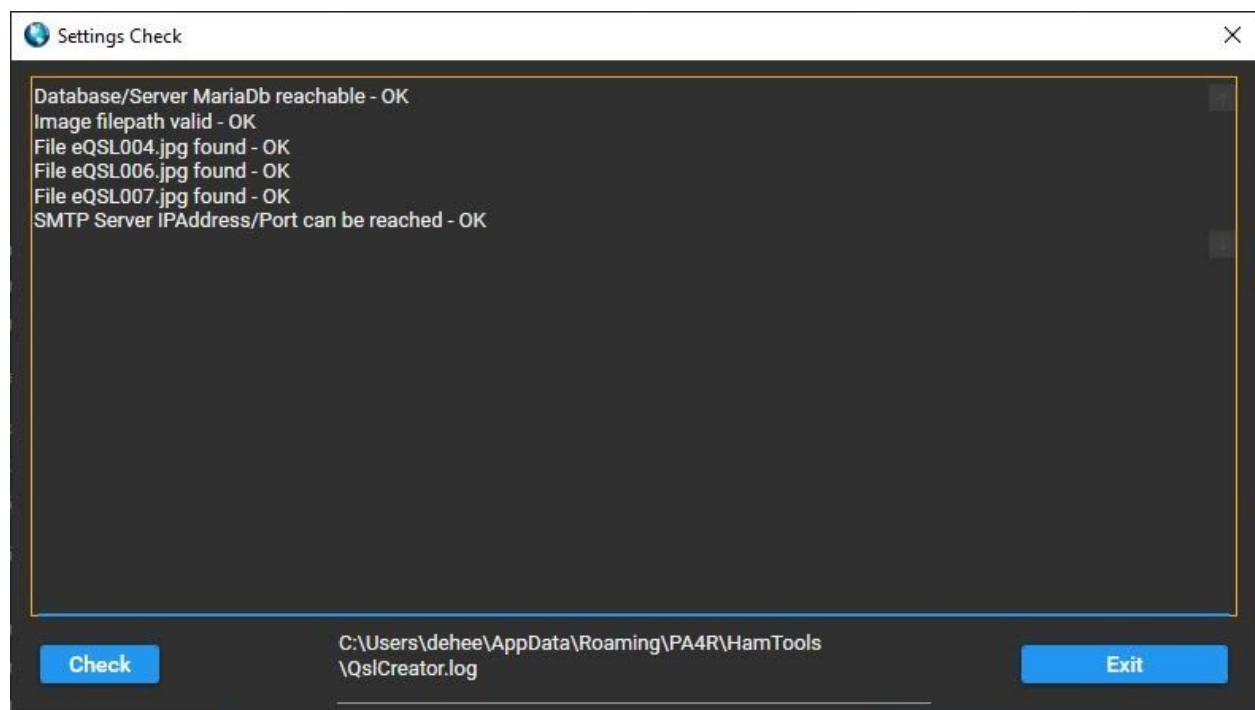 Settings Check
Database/Server MariaDb reachable - OK
Image filepath valid - OK
File eQSL004.jpg found - OK
File eQSL006.jpg found - OK
File eQSL007.jpg found - OK
SMTP Server IPAddress/Port can be reached - OK
Check
C:\Users\dehee\AppData\Roaming\PA4R\HamTools
\QslCreator.log
Exit